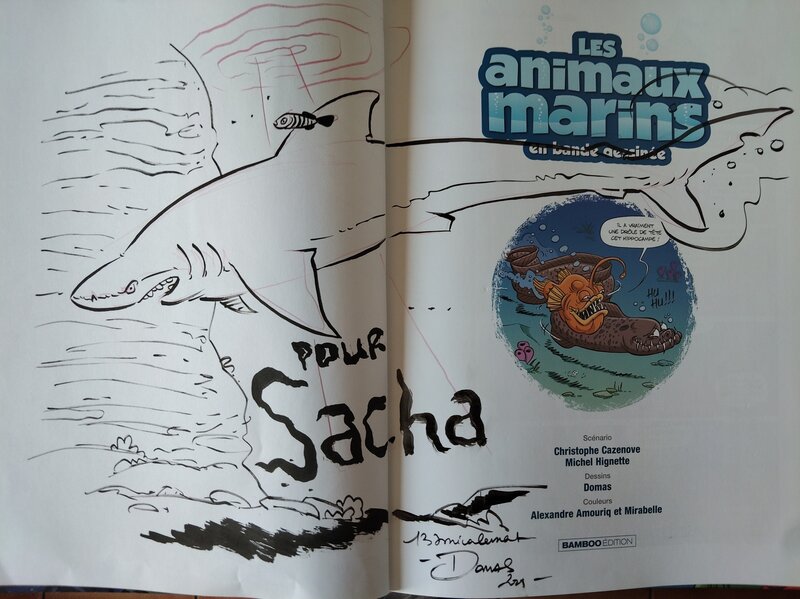 LES
animaux
marins
en bande dessinée
IL A VRAIMENT
UNE DRÔLE DE TÊTE
CET HIPPOCAMPE !
HU
HU !!!
POUR
Sacha
Scénario
Christophe Cazenove
Michel Hignette
Dessins
Domas
Couleurs
Alexandre Amouriq et Mirabelle
BAMBOO ÉDITION
amicalement
- Domas